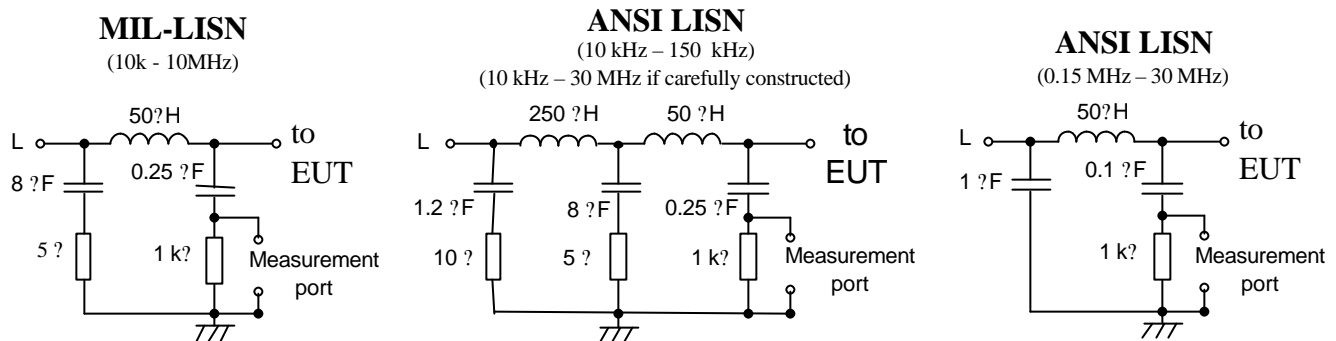 MIL-LISN
(10k - 10MHz)
50?H
L
to
EUT
8 ?F
0.25 ?F
5 ?
1 k?
Measurement
port
ANSI LISN
(10 kHz – 150 kHz)
(10 kHz – 30 MHz if carefully constructed)
250 ?H
50 ?H
L
to
EUT
1.2 ?F
8 ?F
0.25 ?F
10 ?
5 ?
1 k?
Measurement
port
ANSI LISN
(0.15 MHz – 30 MHz)
50?H
L
to
EUT
1 ?F
0.1 ?F
1 k?
Measurement
port